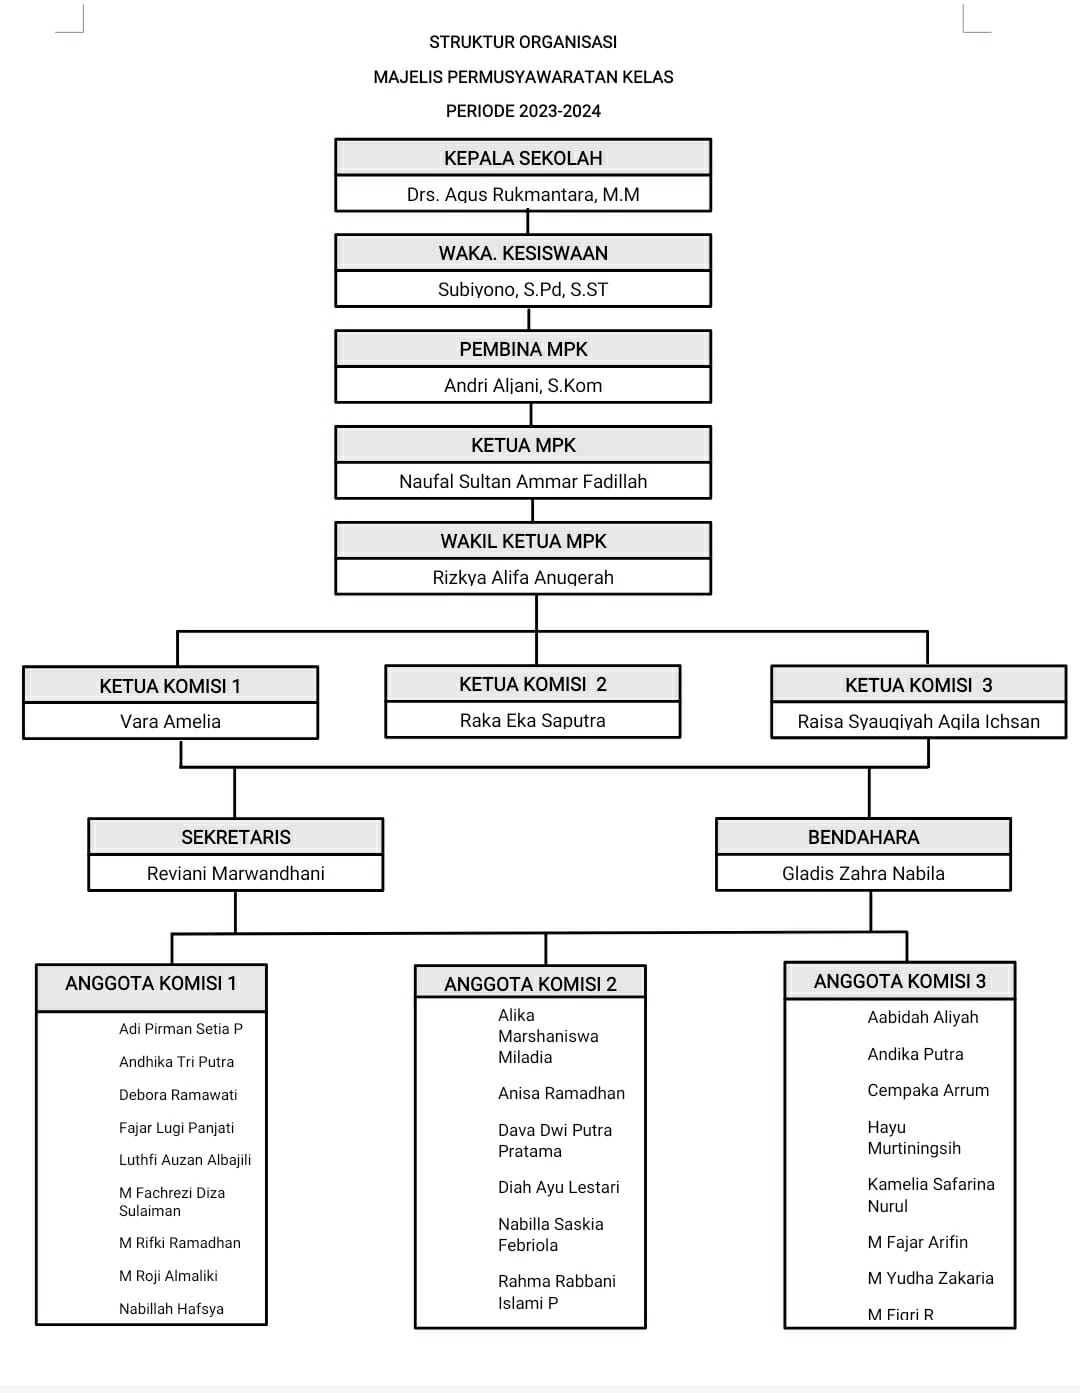 STRUKTUR ORGANISASI
MAJELIS PERMUSYAWARATAN KELAS
PERIODE 2023-2024
KEPALA SEKOLAH
Drs. Agus Rukmantara, M.M
WAKA. KESISWAAN
Subiyono, S.Pd, S.ST
PEMBINA MPK
Andri Aljani, S.Kom
KETUA MPK
Naufal Sultan Ammar Fadillah
WAKIL KETUA MPK
Rizkya Alifa Anugerah
KETUA KOMISI 1
Vara Amelia
KETUA KOMISI 2
Raka Eka Saputra
KETUA KOMISI 3
Raisa Syauqiyah Aqila Ichsan
SEKRETARIS
Reviani Marwandhani
BENDAHARA
Gladis Zahra Nabila
ANGGOTA KOMISI 1
Adi Pirman Setia P
Andhika Tri Putra
Debora Ramawati
Fajar Lugi Panjati
Luthfi Auzan Albajili
M Fachrezi Diza
Sulaiman
M Rifki Ramadhan
M Roji Almaliki
Nabillah Hafsya
ANGGOTA KOMISI 2
Alika
Marshaniswa
Miladia
Anisa Ramadhan
Dava Dwi Putra
Pratama
Diah Ayu Lestari
Nabilla Saskia
Febriola
Rahma Rabbani
Islami P
ANGGOTA KOMISI 3
Aabidah Aliyah
Andika Putra
Cempaka Arrum
Hayu
Murtiningsih
Kamelia Safarina
Nurul
M Fajar Arifin
M Yudha Zakaria
M Fiqri R